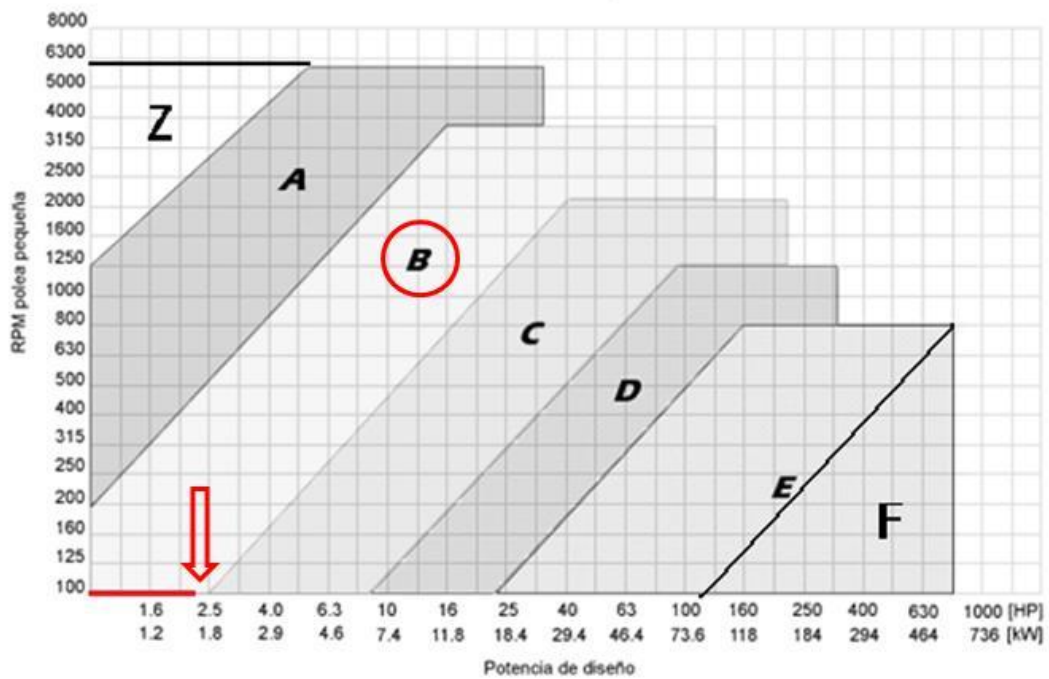 8000
6300
5000
4000
3150
2500
2000
1600
1250
1000
800
630
500
400
315
250
200
160
125
100
RPM polea pequeña
Z
A
B
C
D
E
F
1.6 2.5 4.0 6.3 10 16 25 40 63 100 160 250 400 630 1000 [HP]
1.2 1.8 2.9 4.6 7.4 11.8 18.4 29.4 46.4 73.6 118 184 294 464 736 [kW]
Potencia de diseño